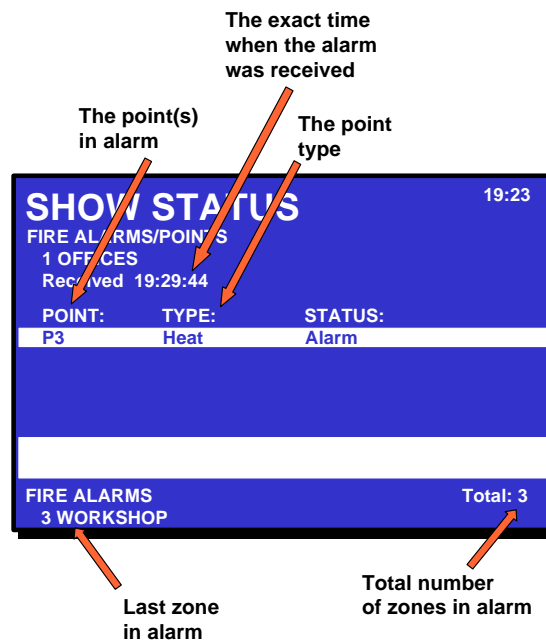 The exact time
when the alarm
was received
The point(s)
in alarm
The point
type
SHOW STATUS
19:23
FIRE ALARMS/POINTS
1 OFFICES
Received 19:29:44
POINT: TYPE: STATUS:
P3 Heat Alarm
FIRE ALARMS
Total: 3
3 WORKSHOP
Last zone
in alarm
Total number
of zones in alarm